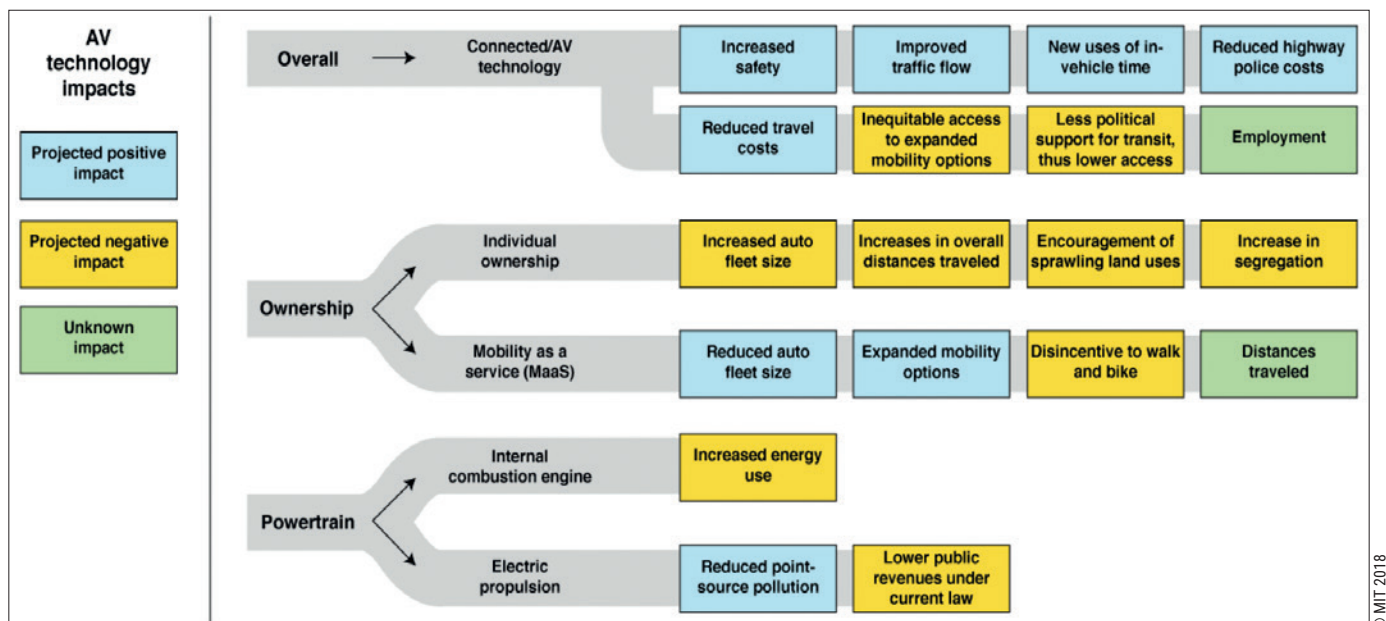 AV
technology
impacts
Projected positive
impact
Projected negative
impact
Unknown
impact
Overall
Connected/AV
technology
Increased
safety
Improved
traffic flow
New uses of in-
vehicle time
Reduced highway
police costs
Reduced travel
costs
Inequitable access
to expanded
mobility options
Less political
support for transit,
thus lower access
Employment
Ownership
Individual
ownership
Increased auto
fleet size
Increases in overall
distances traveled
Encouragement of
sprawling land uses
Increase in
segregation
Mobility as a
service (MaaS)
Reduced auto
fleet size
Expanded mobility
options
Disincentive to walk
and bike
Distances
traveled
Powertrain
Internal
combustion engine
Increased energy
use
Electric
propulsion
Reduced point-
source pollution
Lower public
revenues under
current law
© MIT 2018